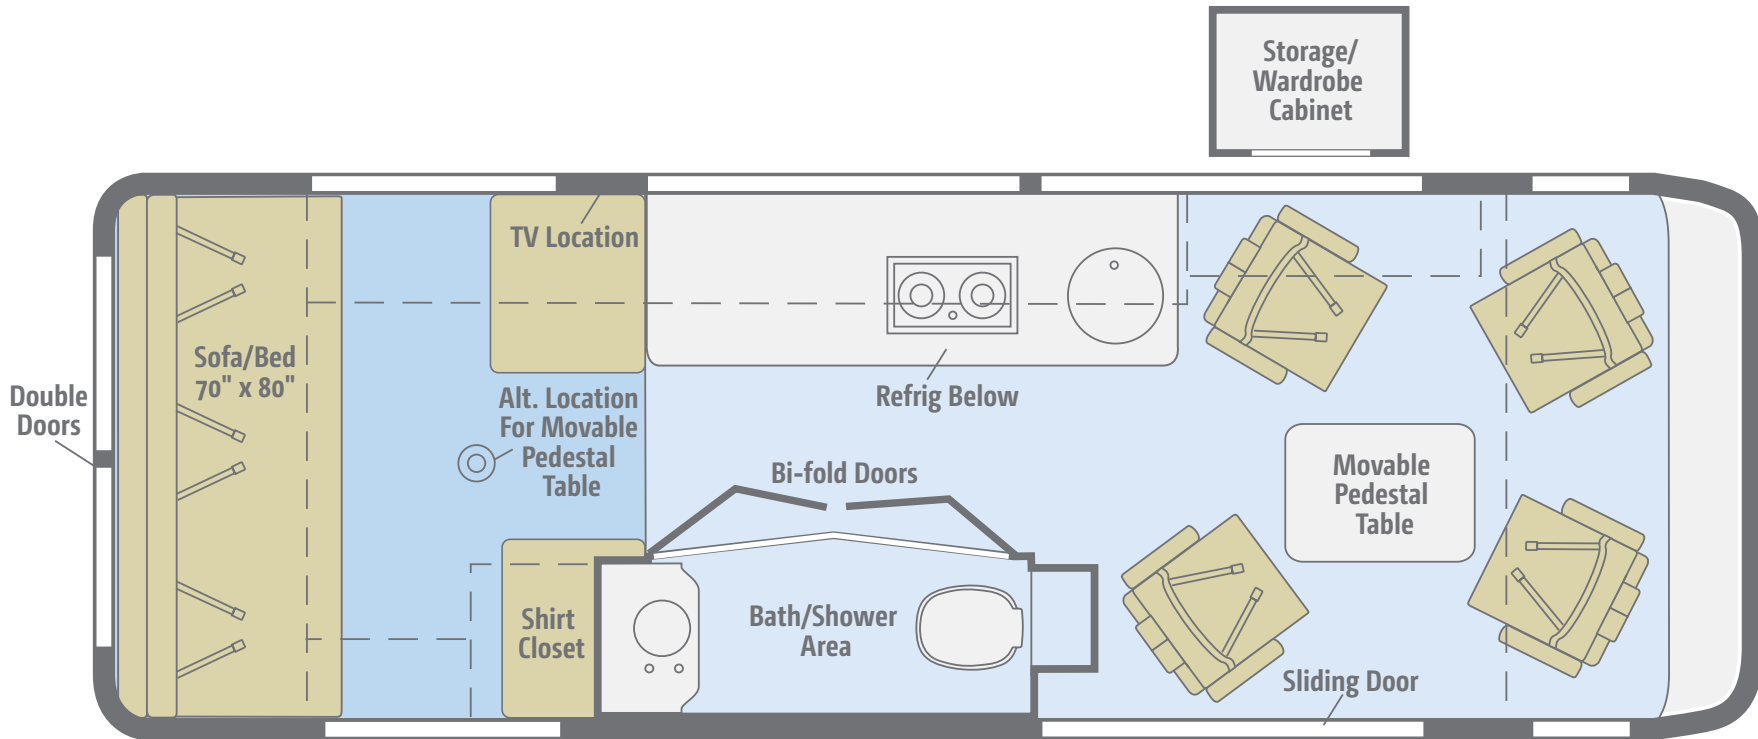 Storage/
Wardrobe
Cabinet
TV Location
Sofa/Bed
70" x 80"
Double
Doors
Alt. Location
For Movable
Pedestal
Table
Refrig Below
Bi-fold Doors
Movable
Pedestal
Table
Shirt
Closet
Bath/Shower
Area
Sliding Door